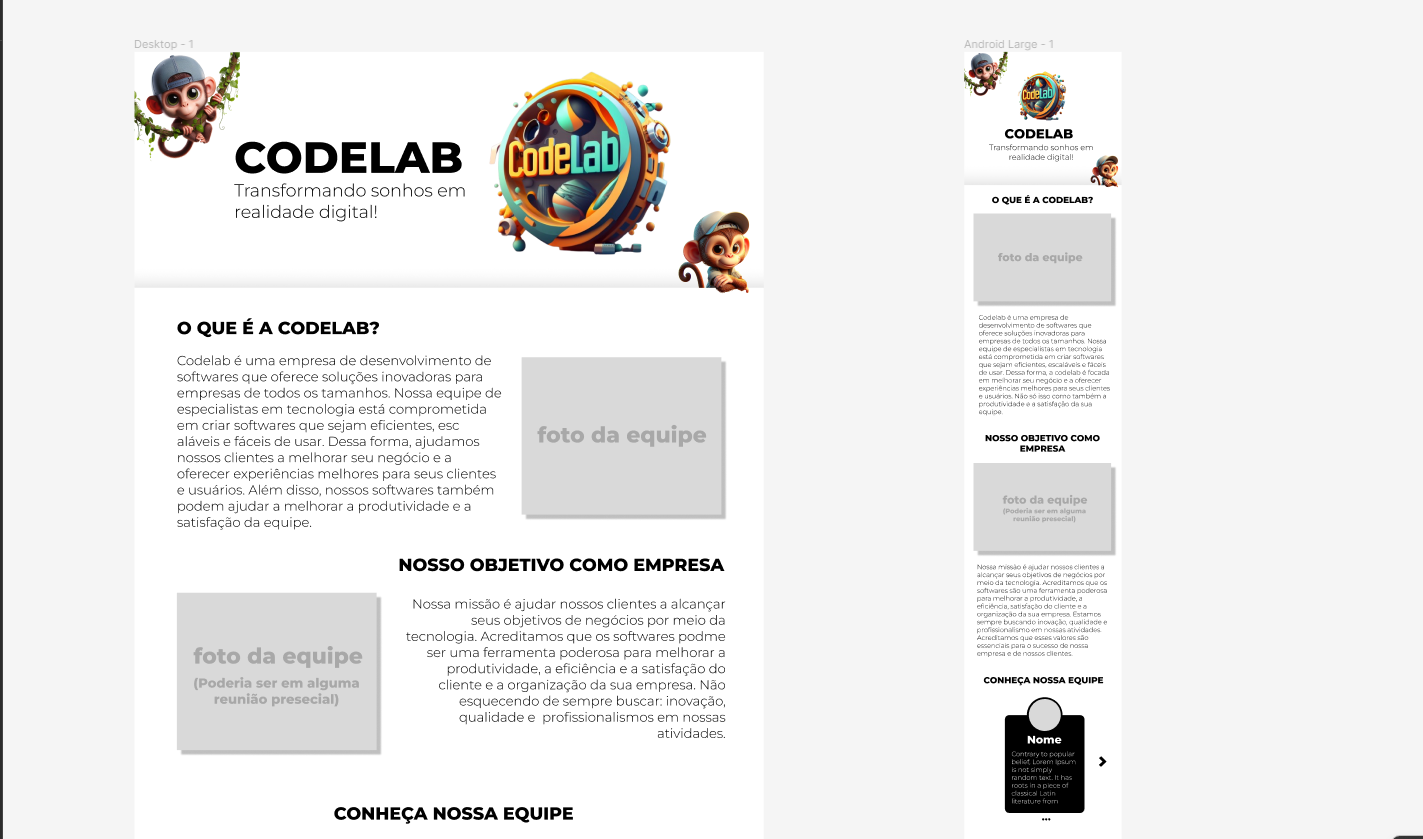 Desktop - 1
CODELAB
Transformando sonhos em
realidade digital!
CodeLab
O QUE É A CODELAB?
Codelab é uma empresa de desenvolvimento de
softwares que oferece soluções inovadoras para
empresas de todos os tamanhos. Nossa equipe de
especialistas em tecnologia está comprometida
em criar softwares que sejam eficientes, esc
aláveis e fáceis de usar. Dessa forma, ajudamos
nossos clientes a melhorar seu negócio e a
oferecer experiências melhores para seus clientes
e usuários. Além disso, nossos softwares também
podem ajudar a melhorar a produtividade e a
satisfação da equipe.
foto da equipe
NOSSO OBJETIVO COMO EMPRESA
foto da equipe
(Poderia ser em alguma
reunião presecial)
Nossa missão é ajudar nossos clientes a alcançar
seus objetivos de negócios por meio da
tecnologia. Acreditamos que os softwares podme
ser uma ferramenta poderosa para melhorar a
produtividade, a eficiência e a satisfação do
cliente e a organização da sua empresa. Não
esquecendo de sempre buscar: inovação,
qualidade e  profissionalismos em nossas
atividades.
CONHEÇA NOSSA EQUIPE
Android Large - 1
CodeLab
CODELAB
Transformando sonhos em
realidade digital!
O QUE É A CODELAB?
foto da equipe
Codelab é uma empresa de
desenvolvimento de softwares que
oferece soluções inovadoras para
empresas de todos os tamanhos. Nossa
equipe de especialistas em tecnologia
está comprometida em criar softwares
que sejam eficientes, escaláveis e fáceis
de usar. Dessa forma, a codelab é focada
em melhorar seu negócio e a oferecer
experiências melhores para seus clientes
e usuários. Não só isso como também a
produtividade e a satisfação da sua
equipe.
NOSSO OBJETIVO COMO
EMPRESA
foto da equipe
(Poderia ser em alguma
reunião presecial)
Nossa missão é ajudar nossos clientes a
alcançar seus objetivos de negócios por
meio da tecnologia. Acreditamos que os
softwares são uma ferramenta poderosa
para melhorar a produtividade, a
eficiência, satisfação do cliente e a
organização da sua empresa. Estamos
sempre buscando inovação, qualidade e
profissionalismo em nossas atividades.
Acreditamos que esses valores são
essenciais para o sucesso de nossa
empresa e de nossos clientes.
CONHEÇA NOSSA EQUIPE
Nome
Contrary to popular
belief, Lorem Ipsum
is not simply
random text. It has
roots in a piece of
classical Latin
literature from
...